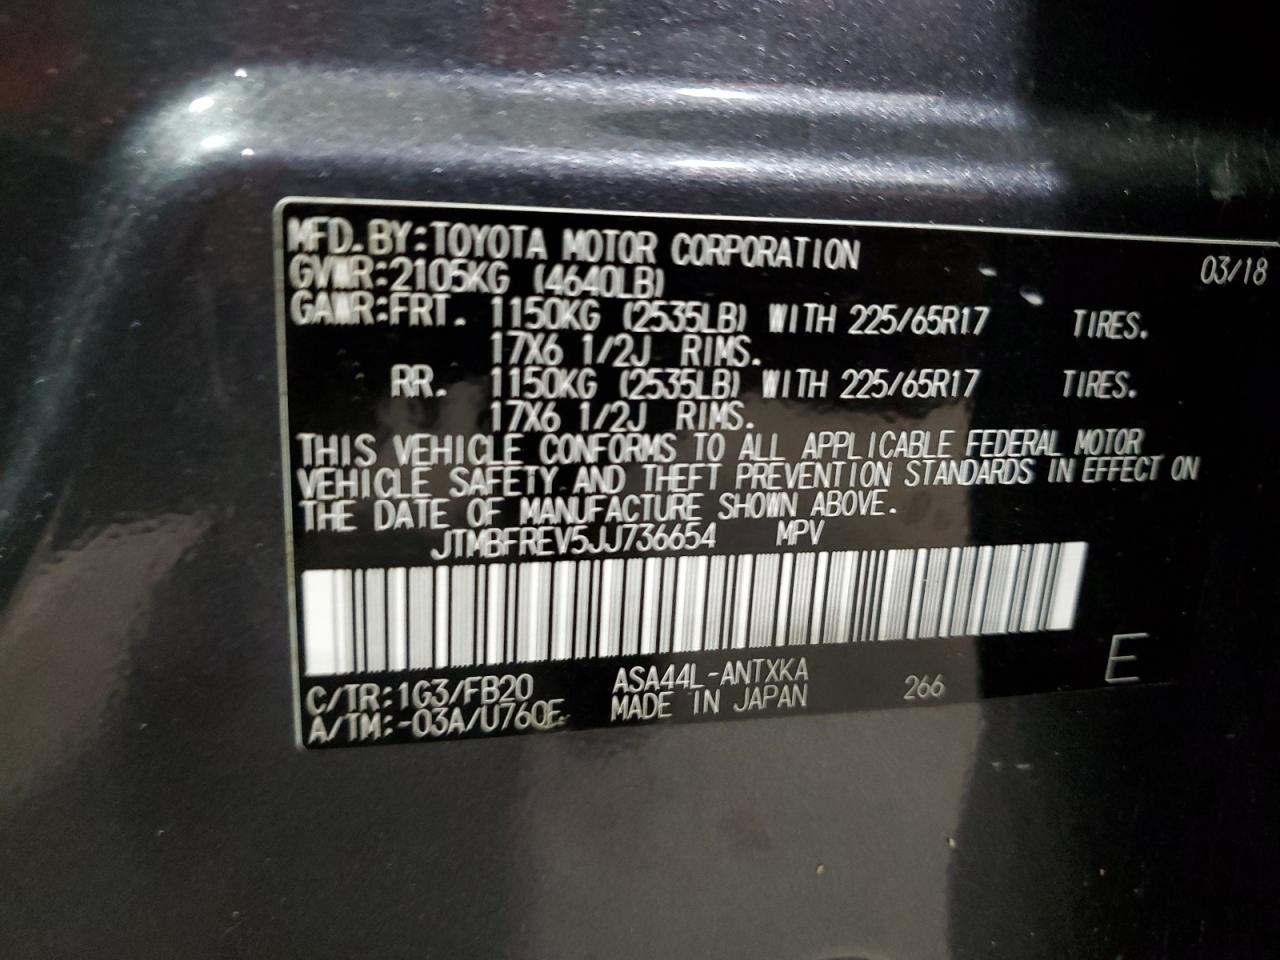 MFD. BY:TOYOTA MOTOR CORPORATION 03/18
GVWR:2105KG (4640LB)
GAWR:FRT. 1150KG (2535LB) WITH 225/65R17 TIRES.
17X6 1/2J RIMS.
RR. 1150KG (2535LB) WITH 225/65R17 TIRES.
17X6 1/2J RIMS.
THIS VEHICLE CONFORMS TO ALL APPLICABLE FEDERAL MOTOR
VEHICLE SAFETY AND THEFT PREVENTION STANDARDS IN EFFECT ON
THE DATE OF MANUFACTURE SHOWN ABOVE.
JTMBFREV5JJ736654 MPV
C/TR:1G3/FB20 ASA44L-ANTXKA
A/TM:-03A/U760E MADE IN JAPAN 266 E